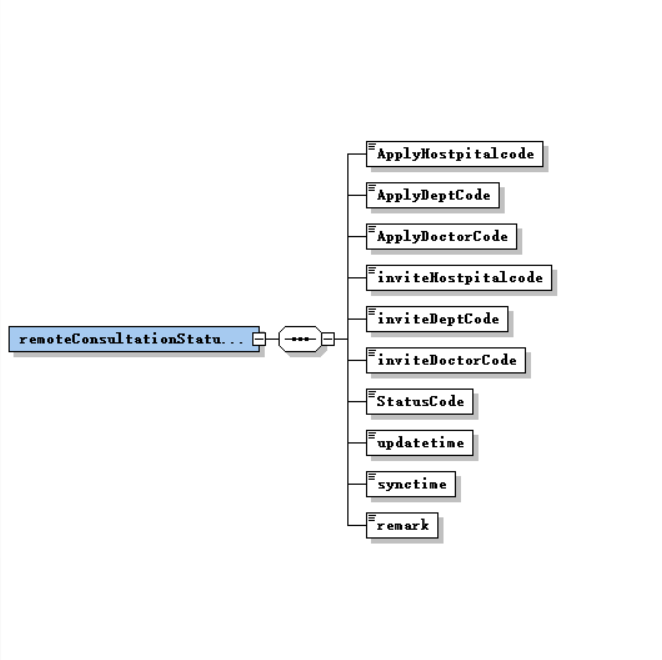 ApplyHostpitalcode
ApplyDeptCode
ApplyDoctorCode
inviteHostpitalcode
inviteDeptCode
remoteConsultationStatu...
inviteDoctorCode
StatusCode
updatetime
synctime
remark